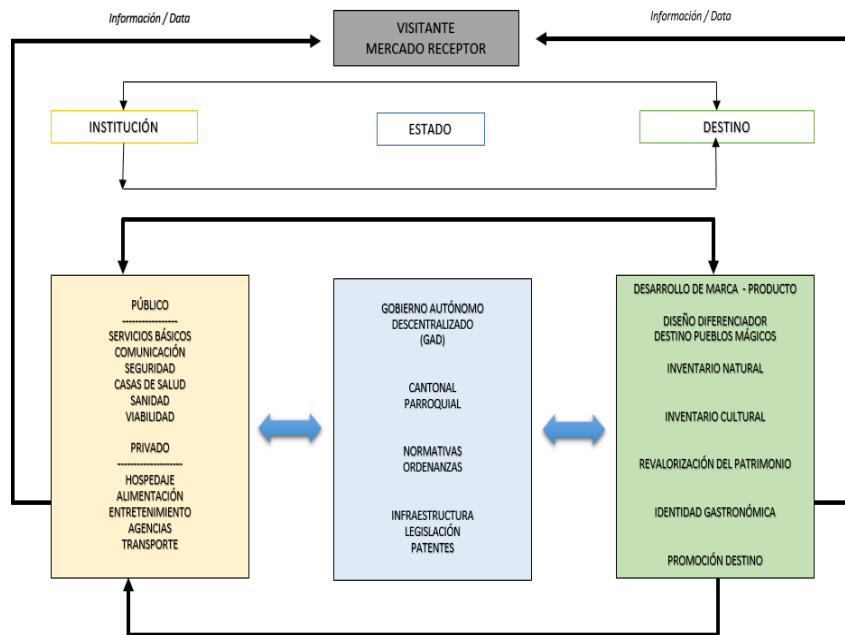 Información / Data
Información / Data
VISITANTE
MERCADO RECEPTOR
INSTITUCIÓN
ESTADO
DESTINO
PÚBLICO
-----------------
SERVICIOS BÁSICOS
COMUNICACIÓN
SEGURIDAD
CASAS DE SALUD
SANIDAD
VIABILIDAD
PRIVADO
--------------------
HOSPEDAJE
ALIMENTACIÓN
ENTRETENIMIENTO
AGENCIAS
TRANSPORTE
GOBIERNO AUTÓNOMO
DESCENTRALIZADO
(GAD)
CANTONAL
PARROQUIAL
NORMATIVAS
ORDENANZAS
INFRAESTRUCTURA
LEGISLACIÓN
PATENTES
DESARROLLO DE MARCA - PRODUCTO
DISEÑO DIFERENCIADOR
DESTINO PUEBLOS MÁGICOS
INVENTARIO NATURAL
INVENTARIO CULTURAL
REVALORIZACIÓN DEL PATRIMONIO
IDENTIDAD GASTRONÓMICA
PROMOCIÓN DESTINO